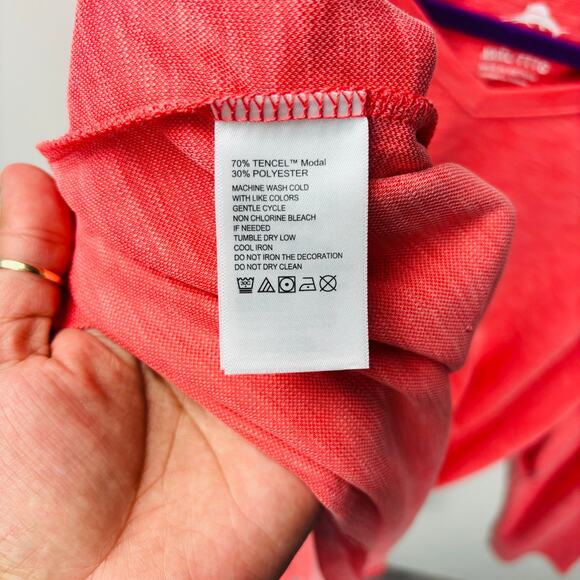 70% TENCEL™ Modal
30% POLYESTER
MACHINE WASH COLD
WITH LIKE COLORS
GENTLE CYCLE
NON CHLORINE BLEACH
IF NEEDED
TUMBLE DRY LOW
COOL IRON
DO NOT IRON THE DECORATION
DO NOT DRY CLEAN